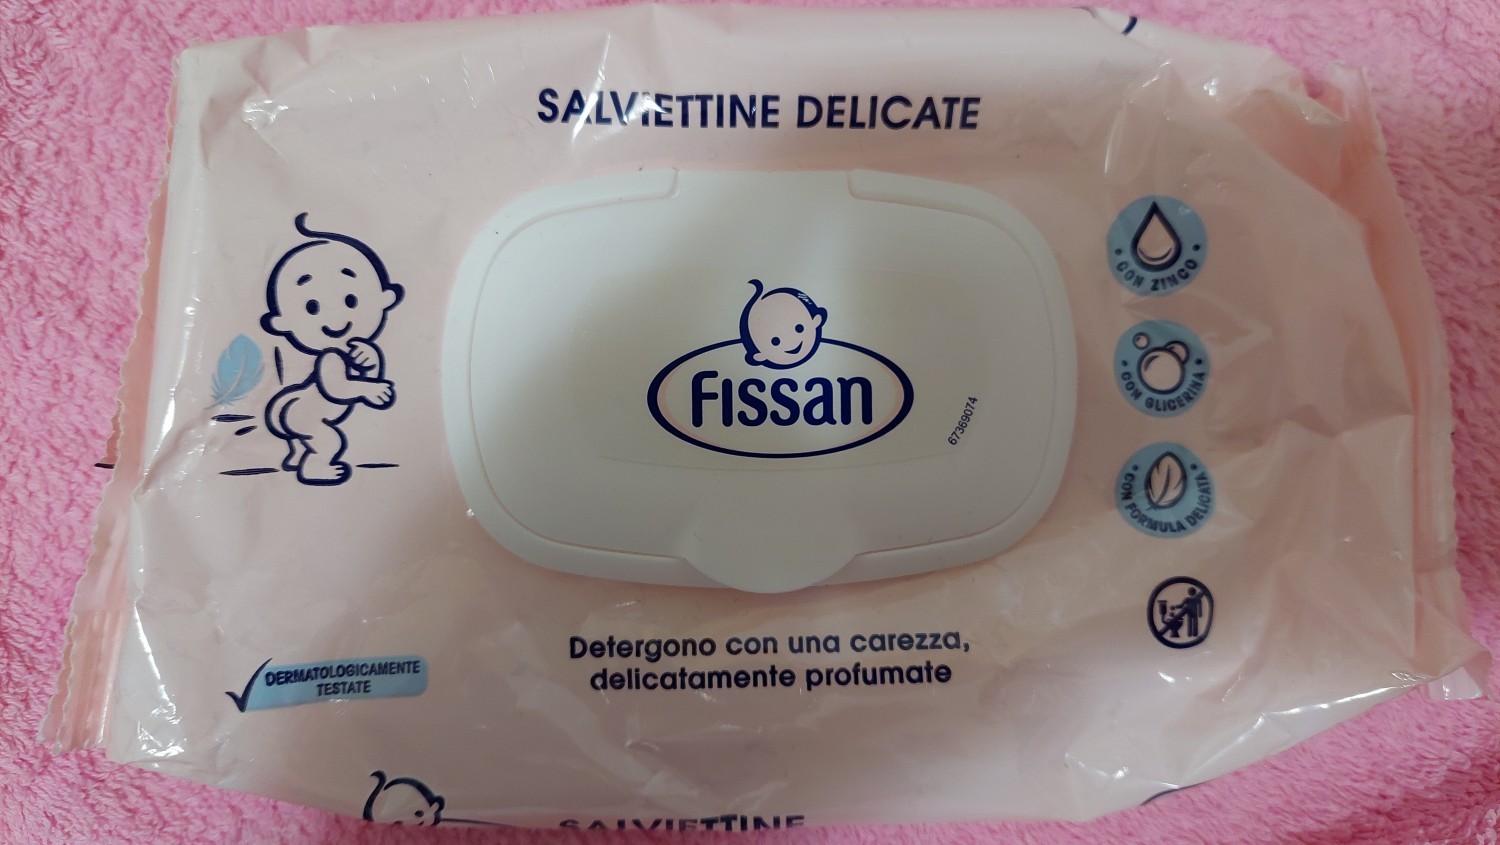 SALVIETTINE DELICATE
Fissan
67369074
• CON ZINCO •
• CON GLICERINA •
• CON FORMULA DELICATA •
Detergono con una carezza,
delicatamente profumate
DERMATOLOGICAMENTE
TESTATE
SALVIETTINE